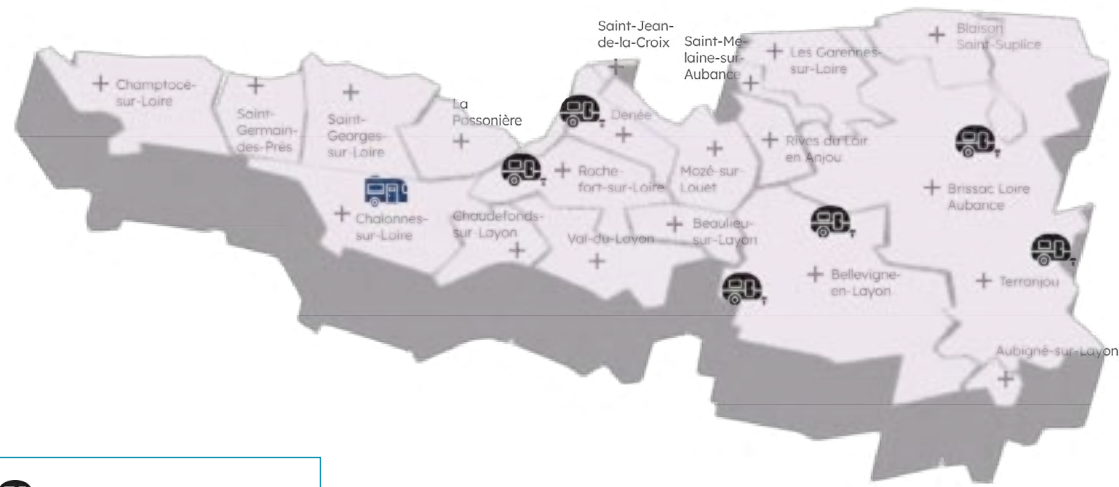 Saint-Jean-
de-la-Croix
Saint-Me-
laine-sur-
Aubance
Blaison
Saint-Suplice
Les Garennes-
sur-Loire
Champtocé-
sur-Loire
Saint-
Germain-
des-Prés
Saint-
Georges-
sur-Loire
La
Possonière
Denée
Rives du Loir
en Anjou
Roche-
fort-sur-Loire
Mozé-sur-
Louet
Brissac Loire
Aubance
Chalonnes-
sur-Loire
Chaudefonds-
sur-Layon
Val-du-Layon
Beaulieu-
sur-Layon
Bellevigne-
en-Layon
Terranjou
Aubigné-sur-Layon